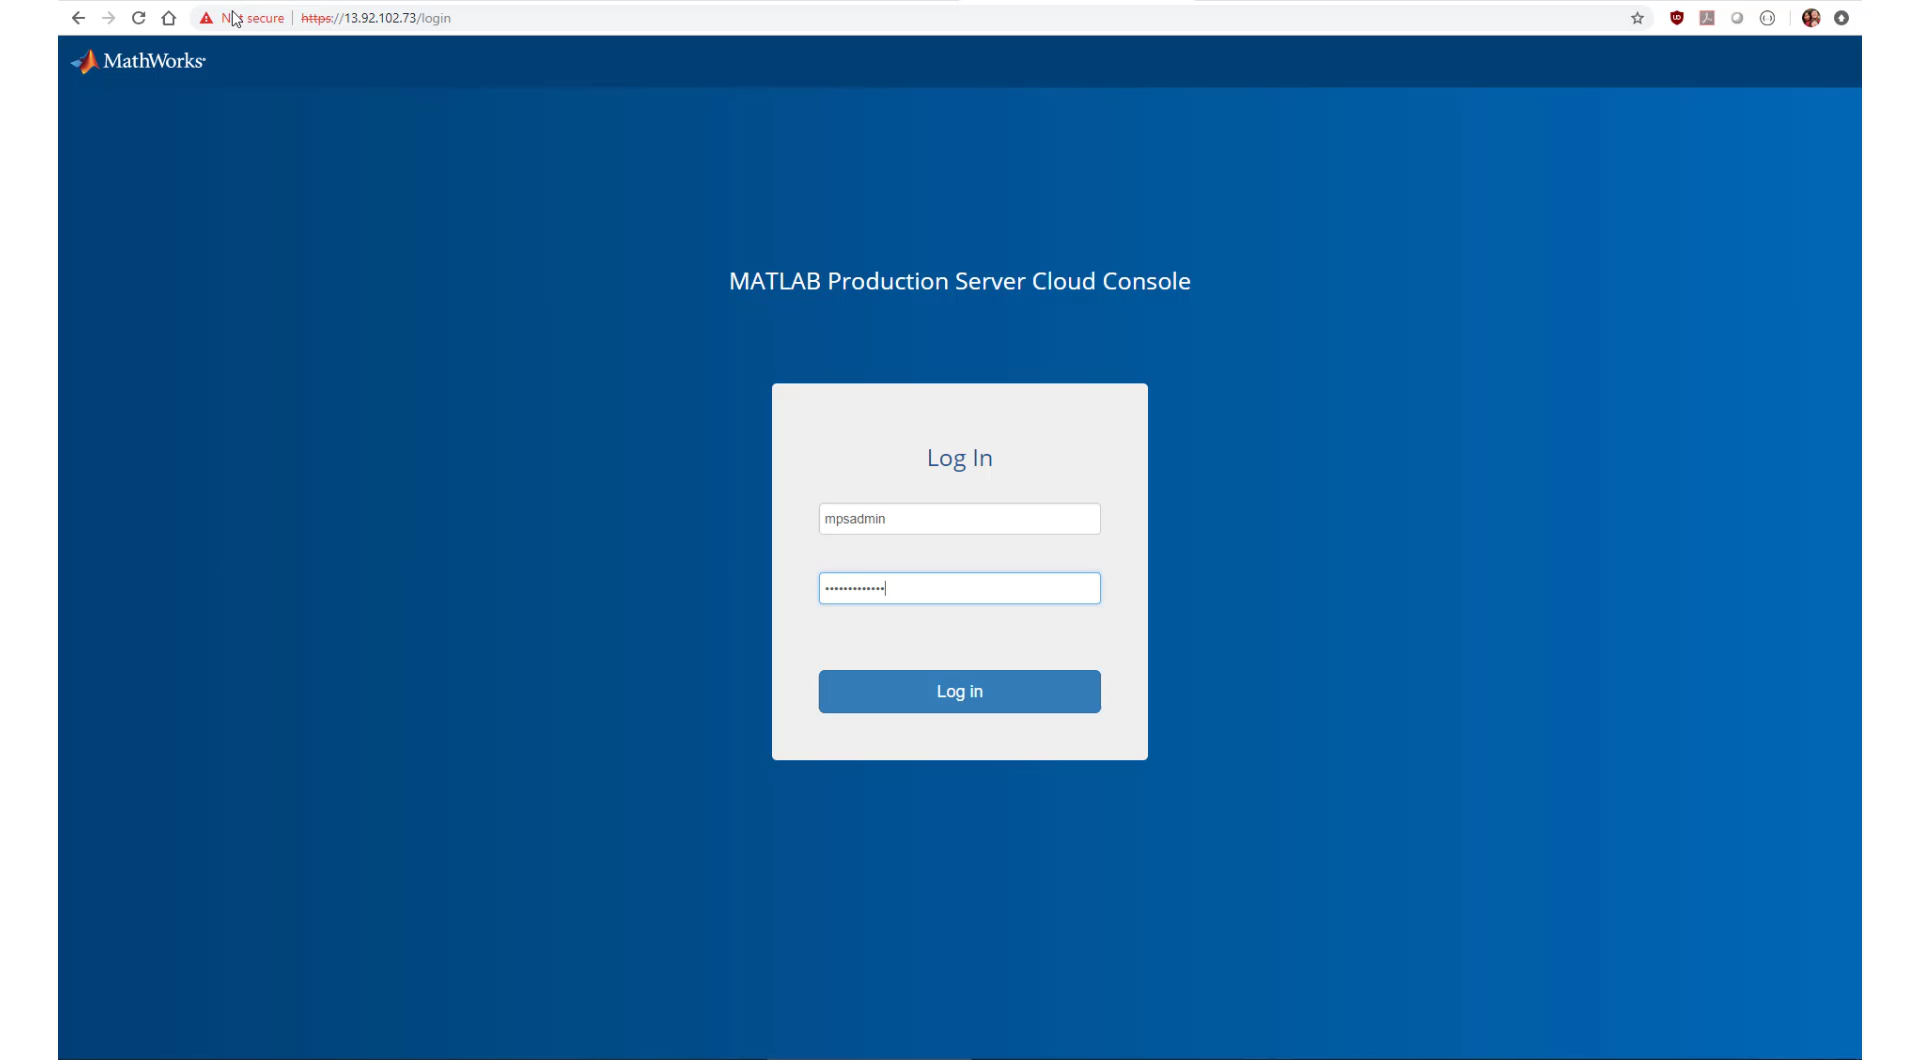 Not secure | https://13.92.102.73/login
MathWorks
MATLAB Production Server Cloud Console
Log In
mpsadmin
•••••••••••••
Log in